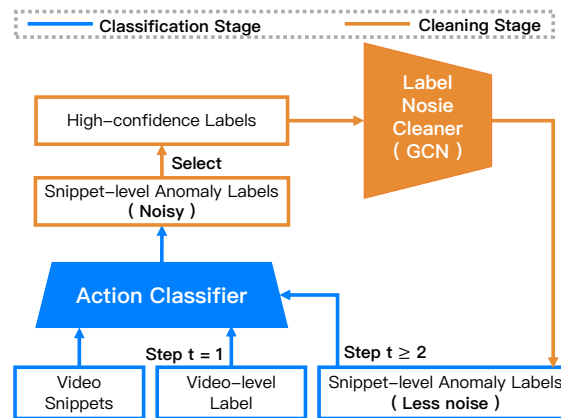 Classification Stage
Cleaning Stage
Label
Nosie
Cleaner
( GCN )
High-confidence Labels
Select
Snippet-level Anomaly Labels
( Noisy )
Action Classifier
Step t = 1
Step t ≥ 2
Video
Snippets
Video-level
Label
Snippet-level Anomaly Labels
(Less noise)